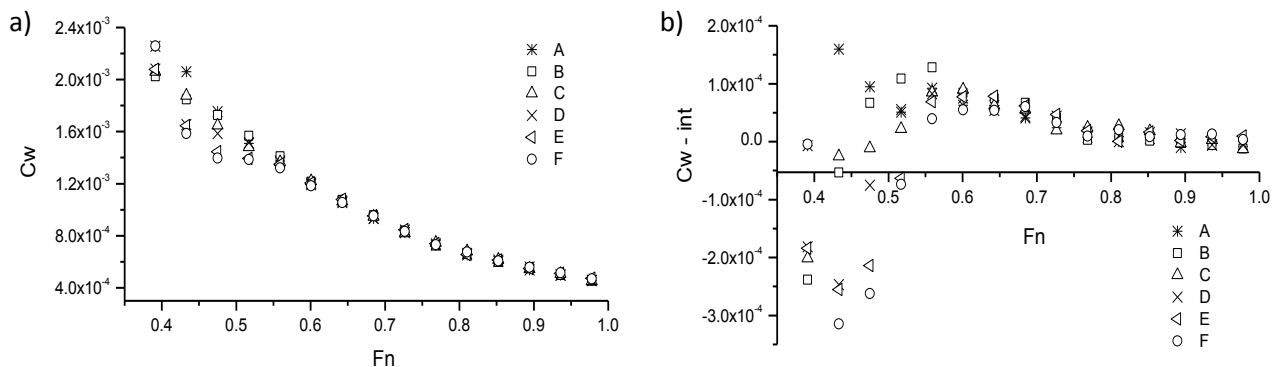 a)
2.4x10⁻³
2.0x10⁻³
1.6x10⁻³
1.2x10⁻³
8.0x10⁻⁴
4.0x10⁻⁴
Cw
0.4 0.5 0.6 0.7 0.8 0.9 1.0
Fn
A
B
C
D
E
F
b)
2.0x10⁻⁴
1.0x10⁻⁴
0.0
-1.0x10⁻⁴
-2.0x10⁻⁴
-3.0x10⁻⁴
Cw - int
0.4 0.5 0.6 0.7 0.8 0.9 1.0
Fn
A
B
C
D
E
F